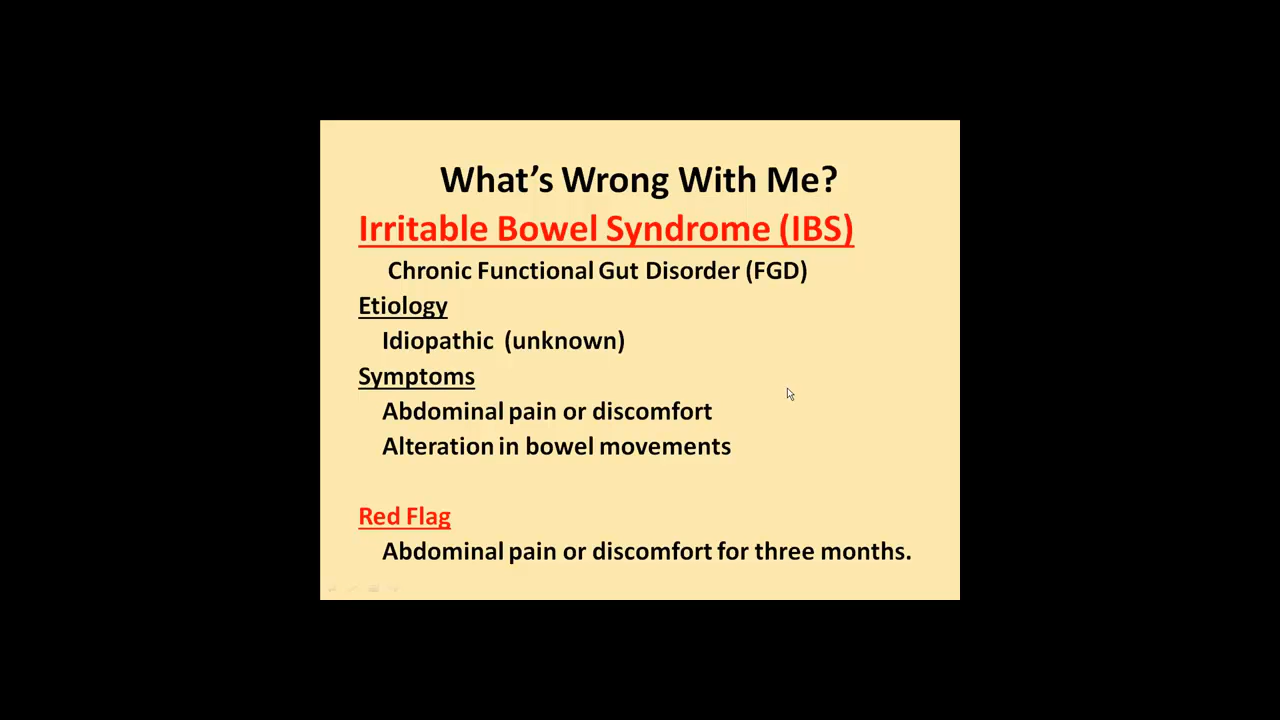 What's Wrong With Me?
Irritable Bowel Syndrome (IBS)
Chronic Functional Gut Disorder (FGD)
Etiology
Idiopathic (unknown)
Symptoms
Abdominal pain or discomfort
Alteration in bowel movements
Red Flag
Abdominal pain or discomfort for three months.